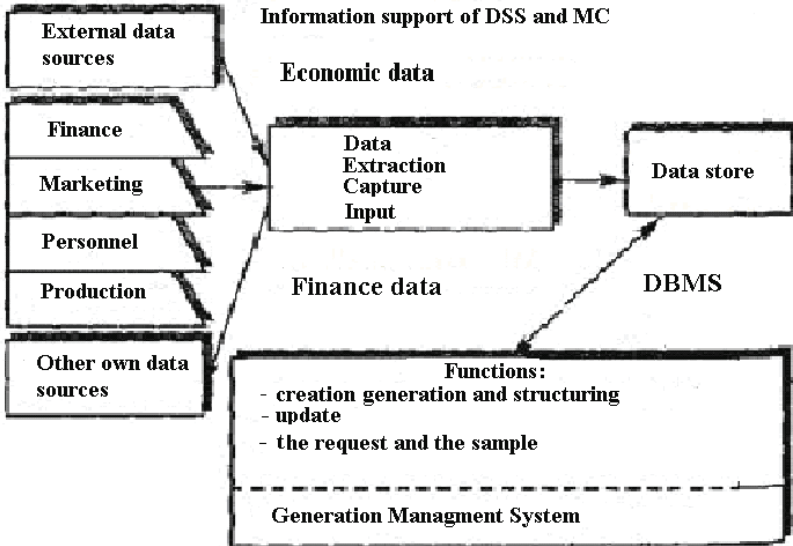 Information support of DSS and MC
External data
sources
Economic data
Finance
Marketing
Personnel
Production
Other own data
sources
Data
Extraction
Capture
Input
Data store
Finance data
DBMS
Functions:
- creation generation and structuring
- update
- the request and the sample
Generation Managment System